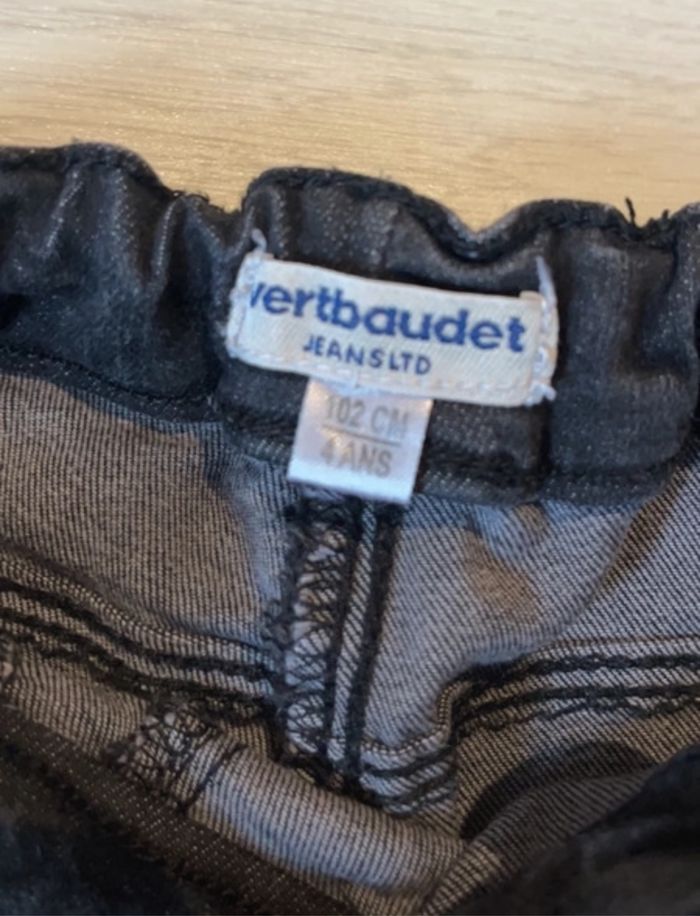 vertbaudet
JEANS LTD
102 CM
4 ANS